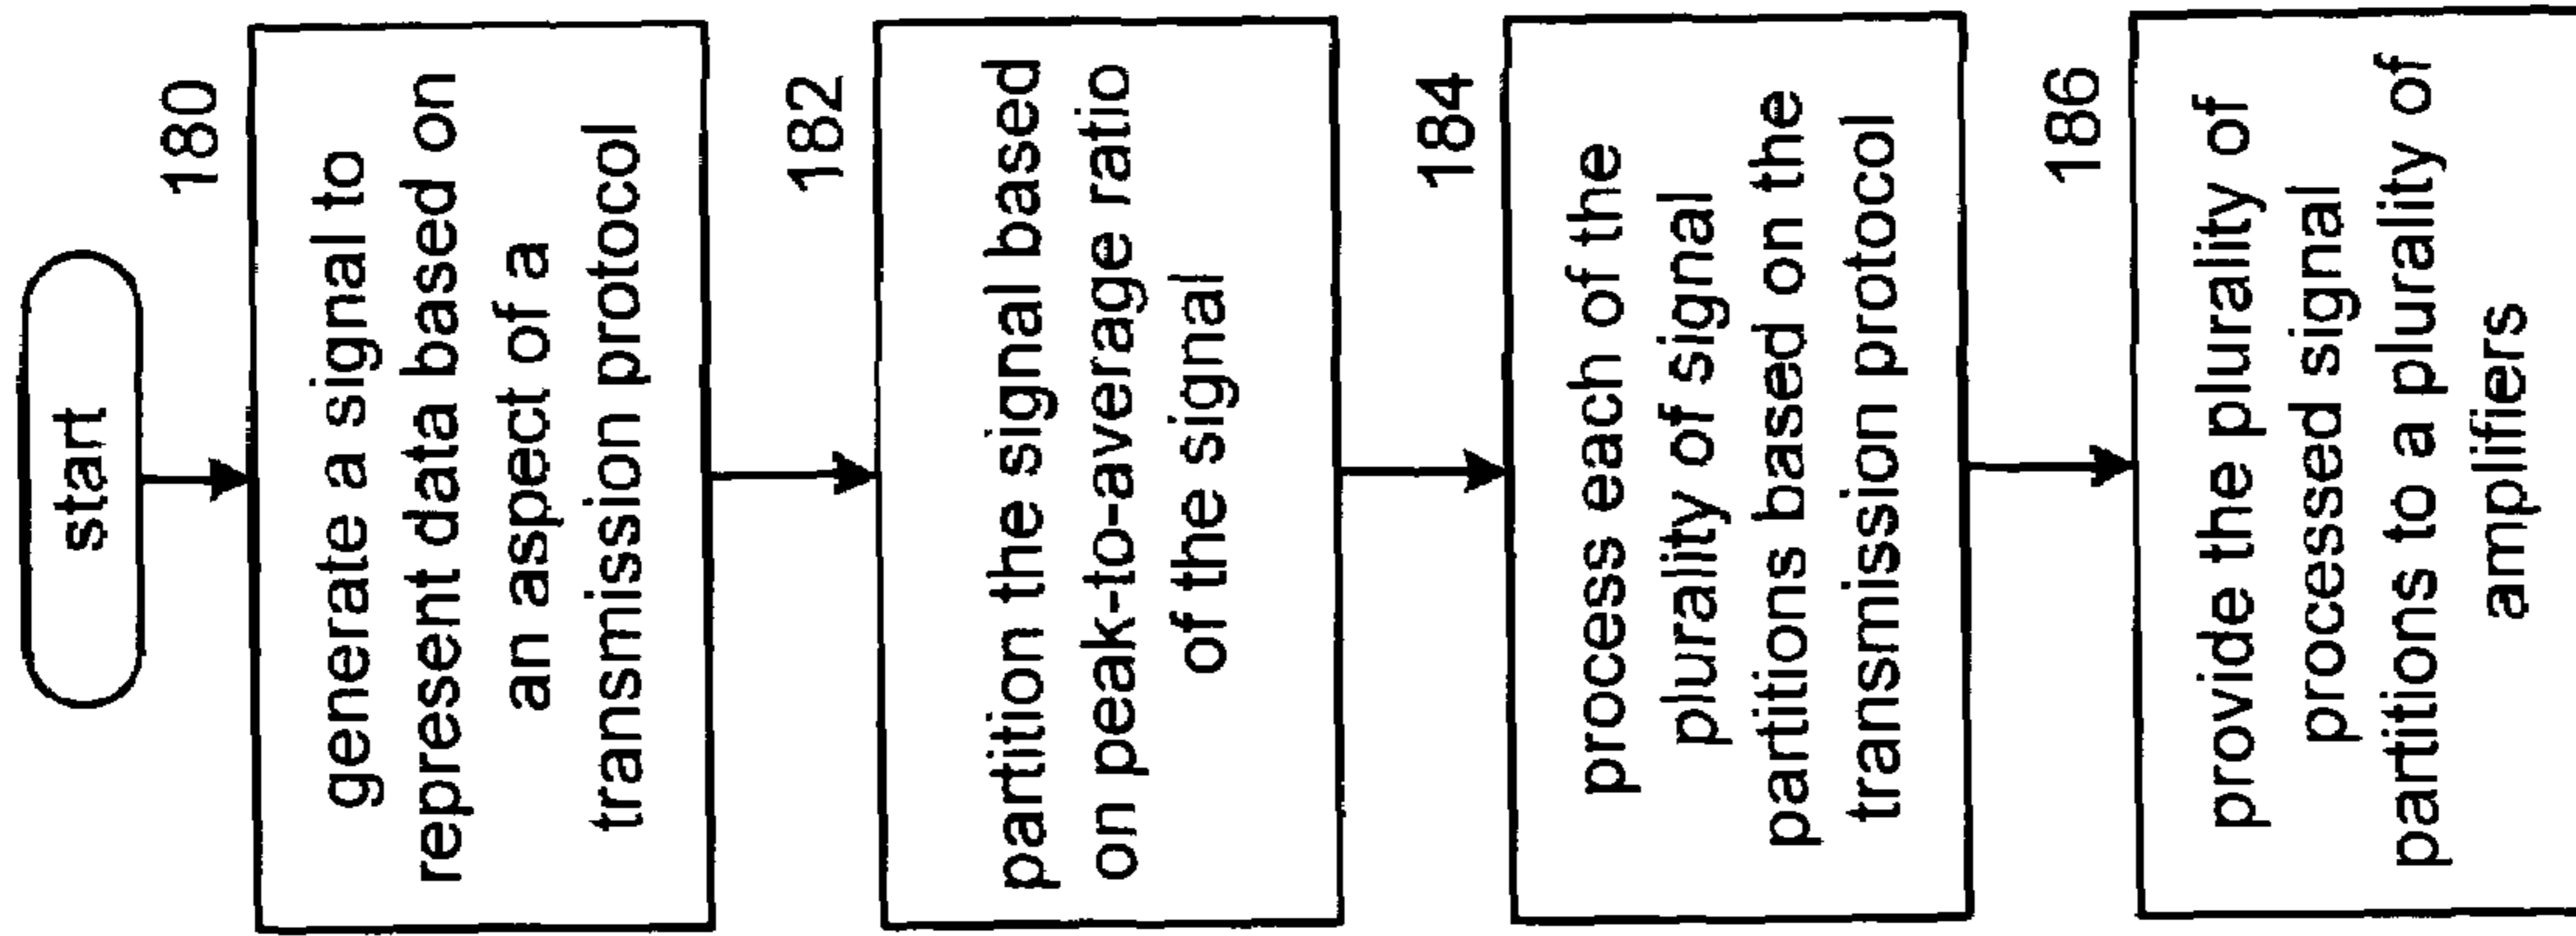 start
180
generate a signal to
represent data based on
an aspect of a
transmission protocol
182
partition the signal based
on peak-to-average ratio
of the signal
184
process each of the
plurality of signal
partitions based on the
transmission protocol
186
provide the plurality of
processed signal
partitions to a plurality of
amplifiers